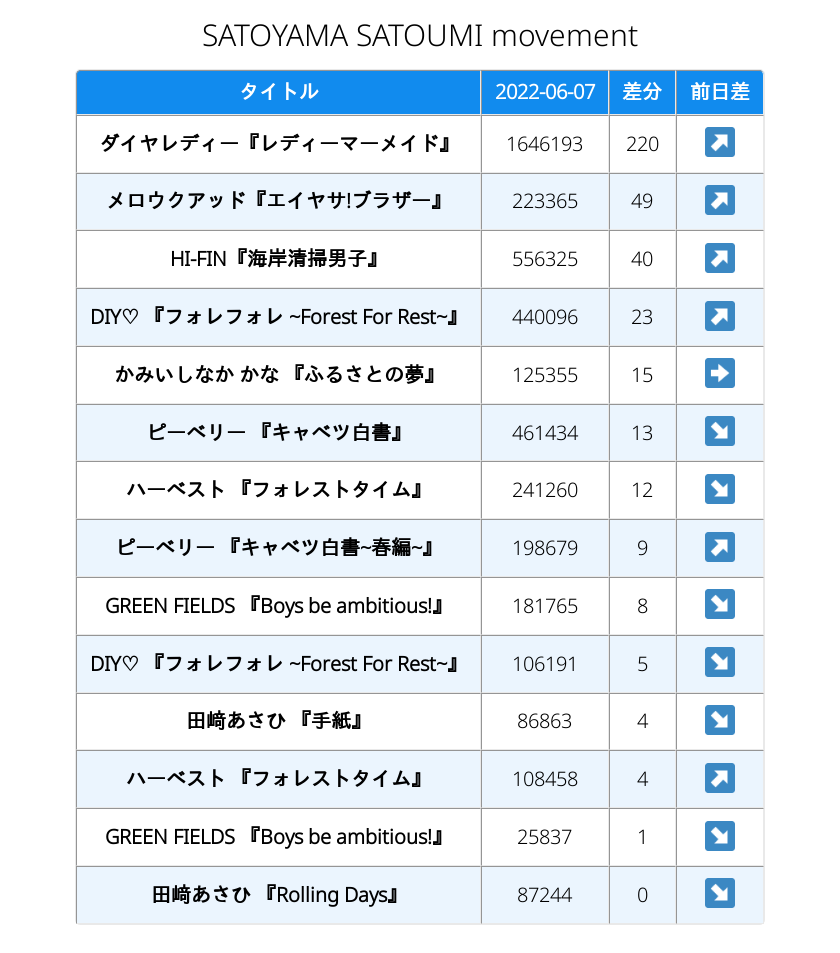 SATOYAMA SATOUMI movement
タイトル 2022-06-07 差分 前日差
ダイヤレディー『レディーマーメイド』 1646193 220 ↗
メロウクアッド『エイヤサ!ブラザー』 223365 49 ↗
HI-FIN『海岸清掃男子』 556325 40 ↗
DIY♡ 『フォレフォレ ~Forest For Rest~』 440096 23 ↗
かみいしなか かな 『ふるさとの夢』 125355 15 ➡
ピーベリー 『キャベツ白書』 461434 13 ↘
ハーベスト 『フォレストタイム』 241260 12 ↘
ピーベリー 『キャベツ白書~春編~』 198679 9 ↗
GREEN FIELDS 『Boys be ambitious!』 181765 8 ↘
DIY♡ 『フォレフォレ ~Forest For Rest~』 106191 5 ↘
田﨑あさひ 『手紙』 86863 4 ↘
ハーベスト 『フォレストタイム』 108458 4 ↗
GREEN FIELDS 『Boys be ambitious!』 25837 1 ↘
田﨑あさひ 『Rolling Days』 87244 0 ↘